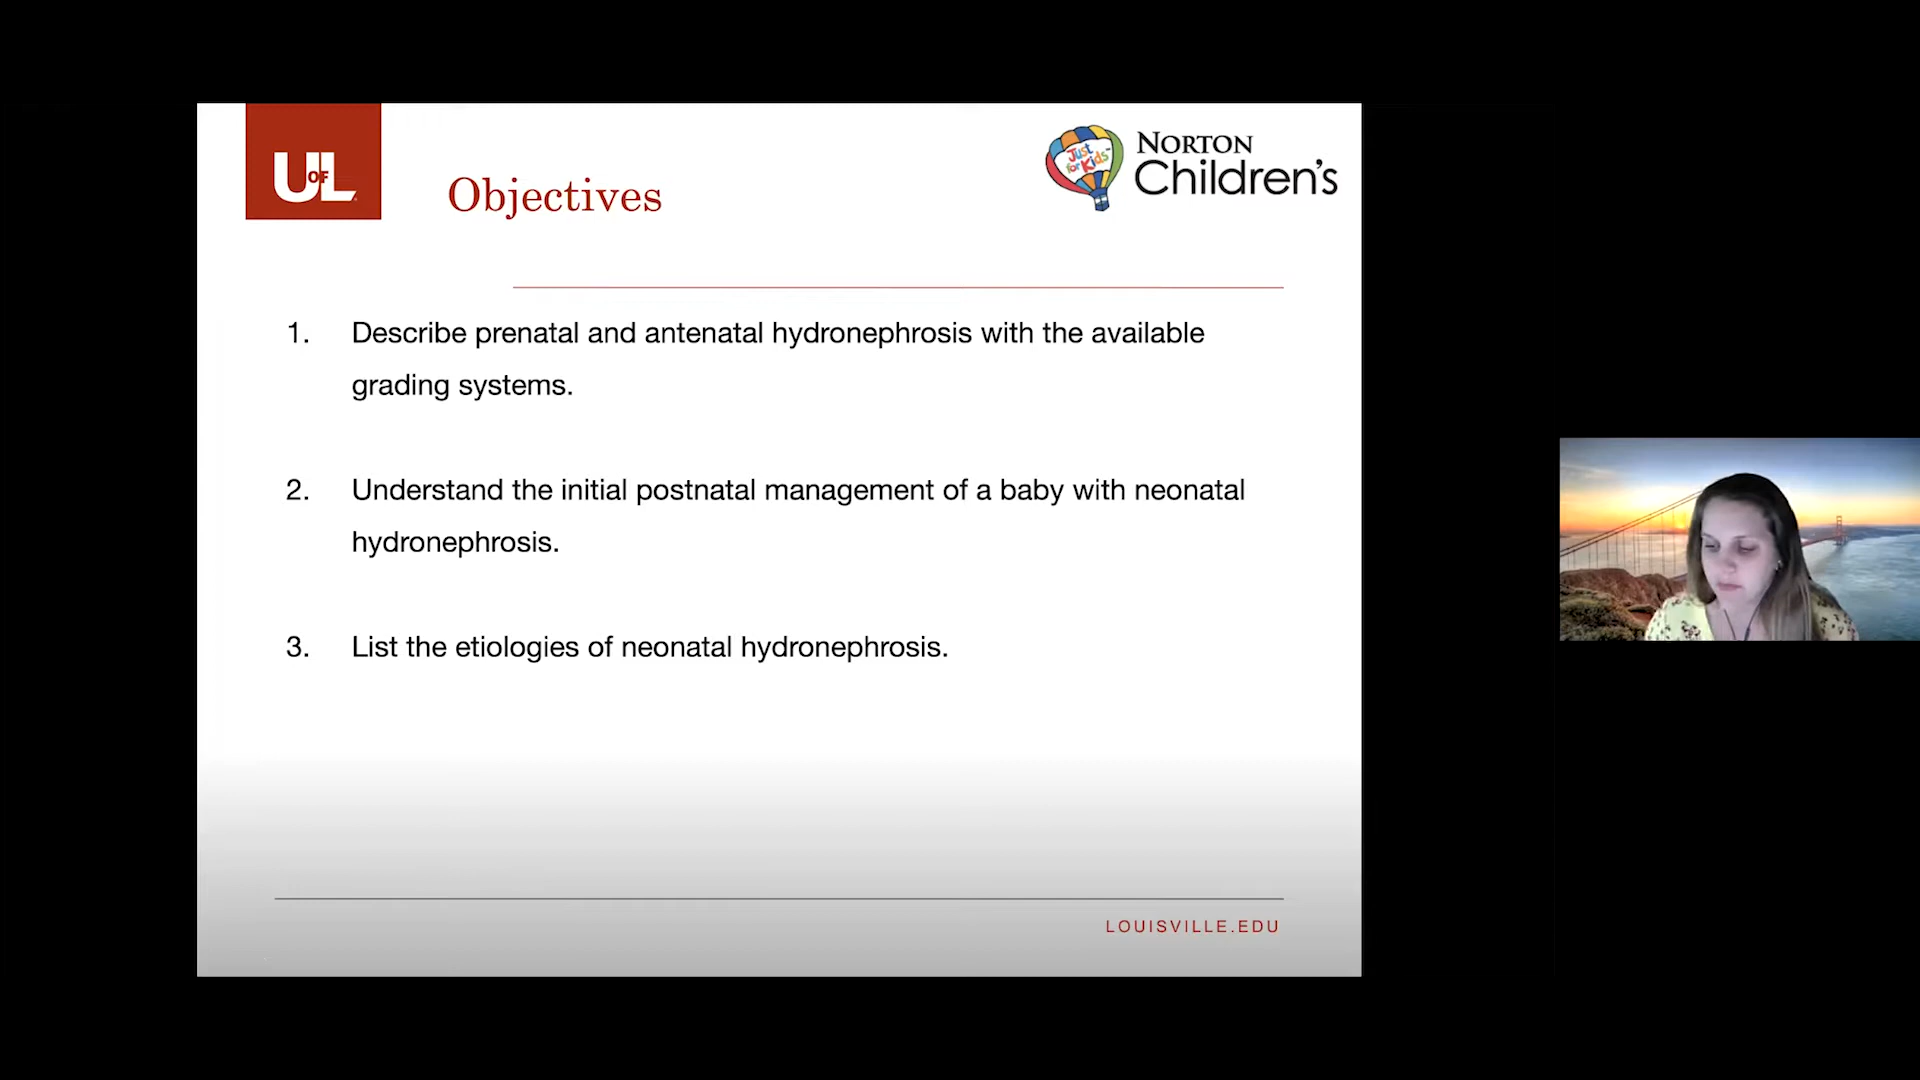 UOFL
Objectives
Just
for Kids™
NORTON
Children's
1. Describe prenatal and antenatal hydronephrosis with the available
grading systems.
2. Understand the initial postnatal management of a baby with neonatal
hydronephrosis.
3. List the etiologies of neonatal hydronephrosis.
LOUISVILLE.EDU